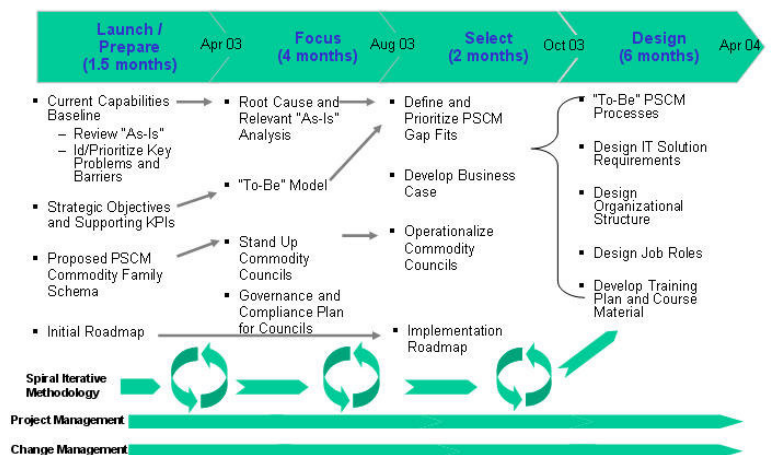 Launch /
Prepare
(1.5 months)
Apr 03
Focus
(4 months)
Aug 03
Select
(2 months)
Oct 03
Design
(6 months)
Apr 04
▪ Current Capabilities
Baseline
– Review "As-Is"
– Id/Prioritize Key
Problems and
Barriers
▪ Strategic Objectives
and Supporting KPIs
▪ Proposed PSCM
Commodity Family
Schema
▪ Initial Roadmap
▪ Root Cause and
Relevant "As-Is"
Analysis
▪ "To-Be" Model
▪ Stand Up
Commodity
Councils
▪ Governance and
Compliance Plan
for Councils
▪ Define and
Prioritize PSCM
Gap Fits
▪ Develop Business
Case
▪ Operationalize
Commodity
Councils
▪ Implementation
Roadmap
▪ "To-Be" PSCM
Processes
▪ Design IT Solution
Requirements
▪ Design
Organizational
Structure
▪ Design Job Roles
▪ Develop Training
Plan and Course
Material
Spiral Iterative
Methodology
Project Management
Change Management